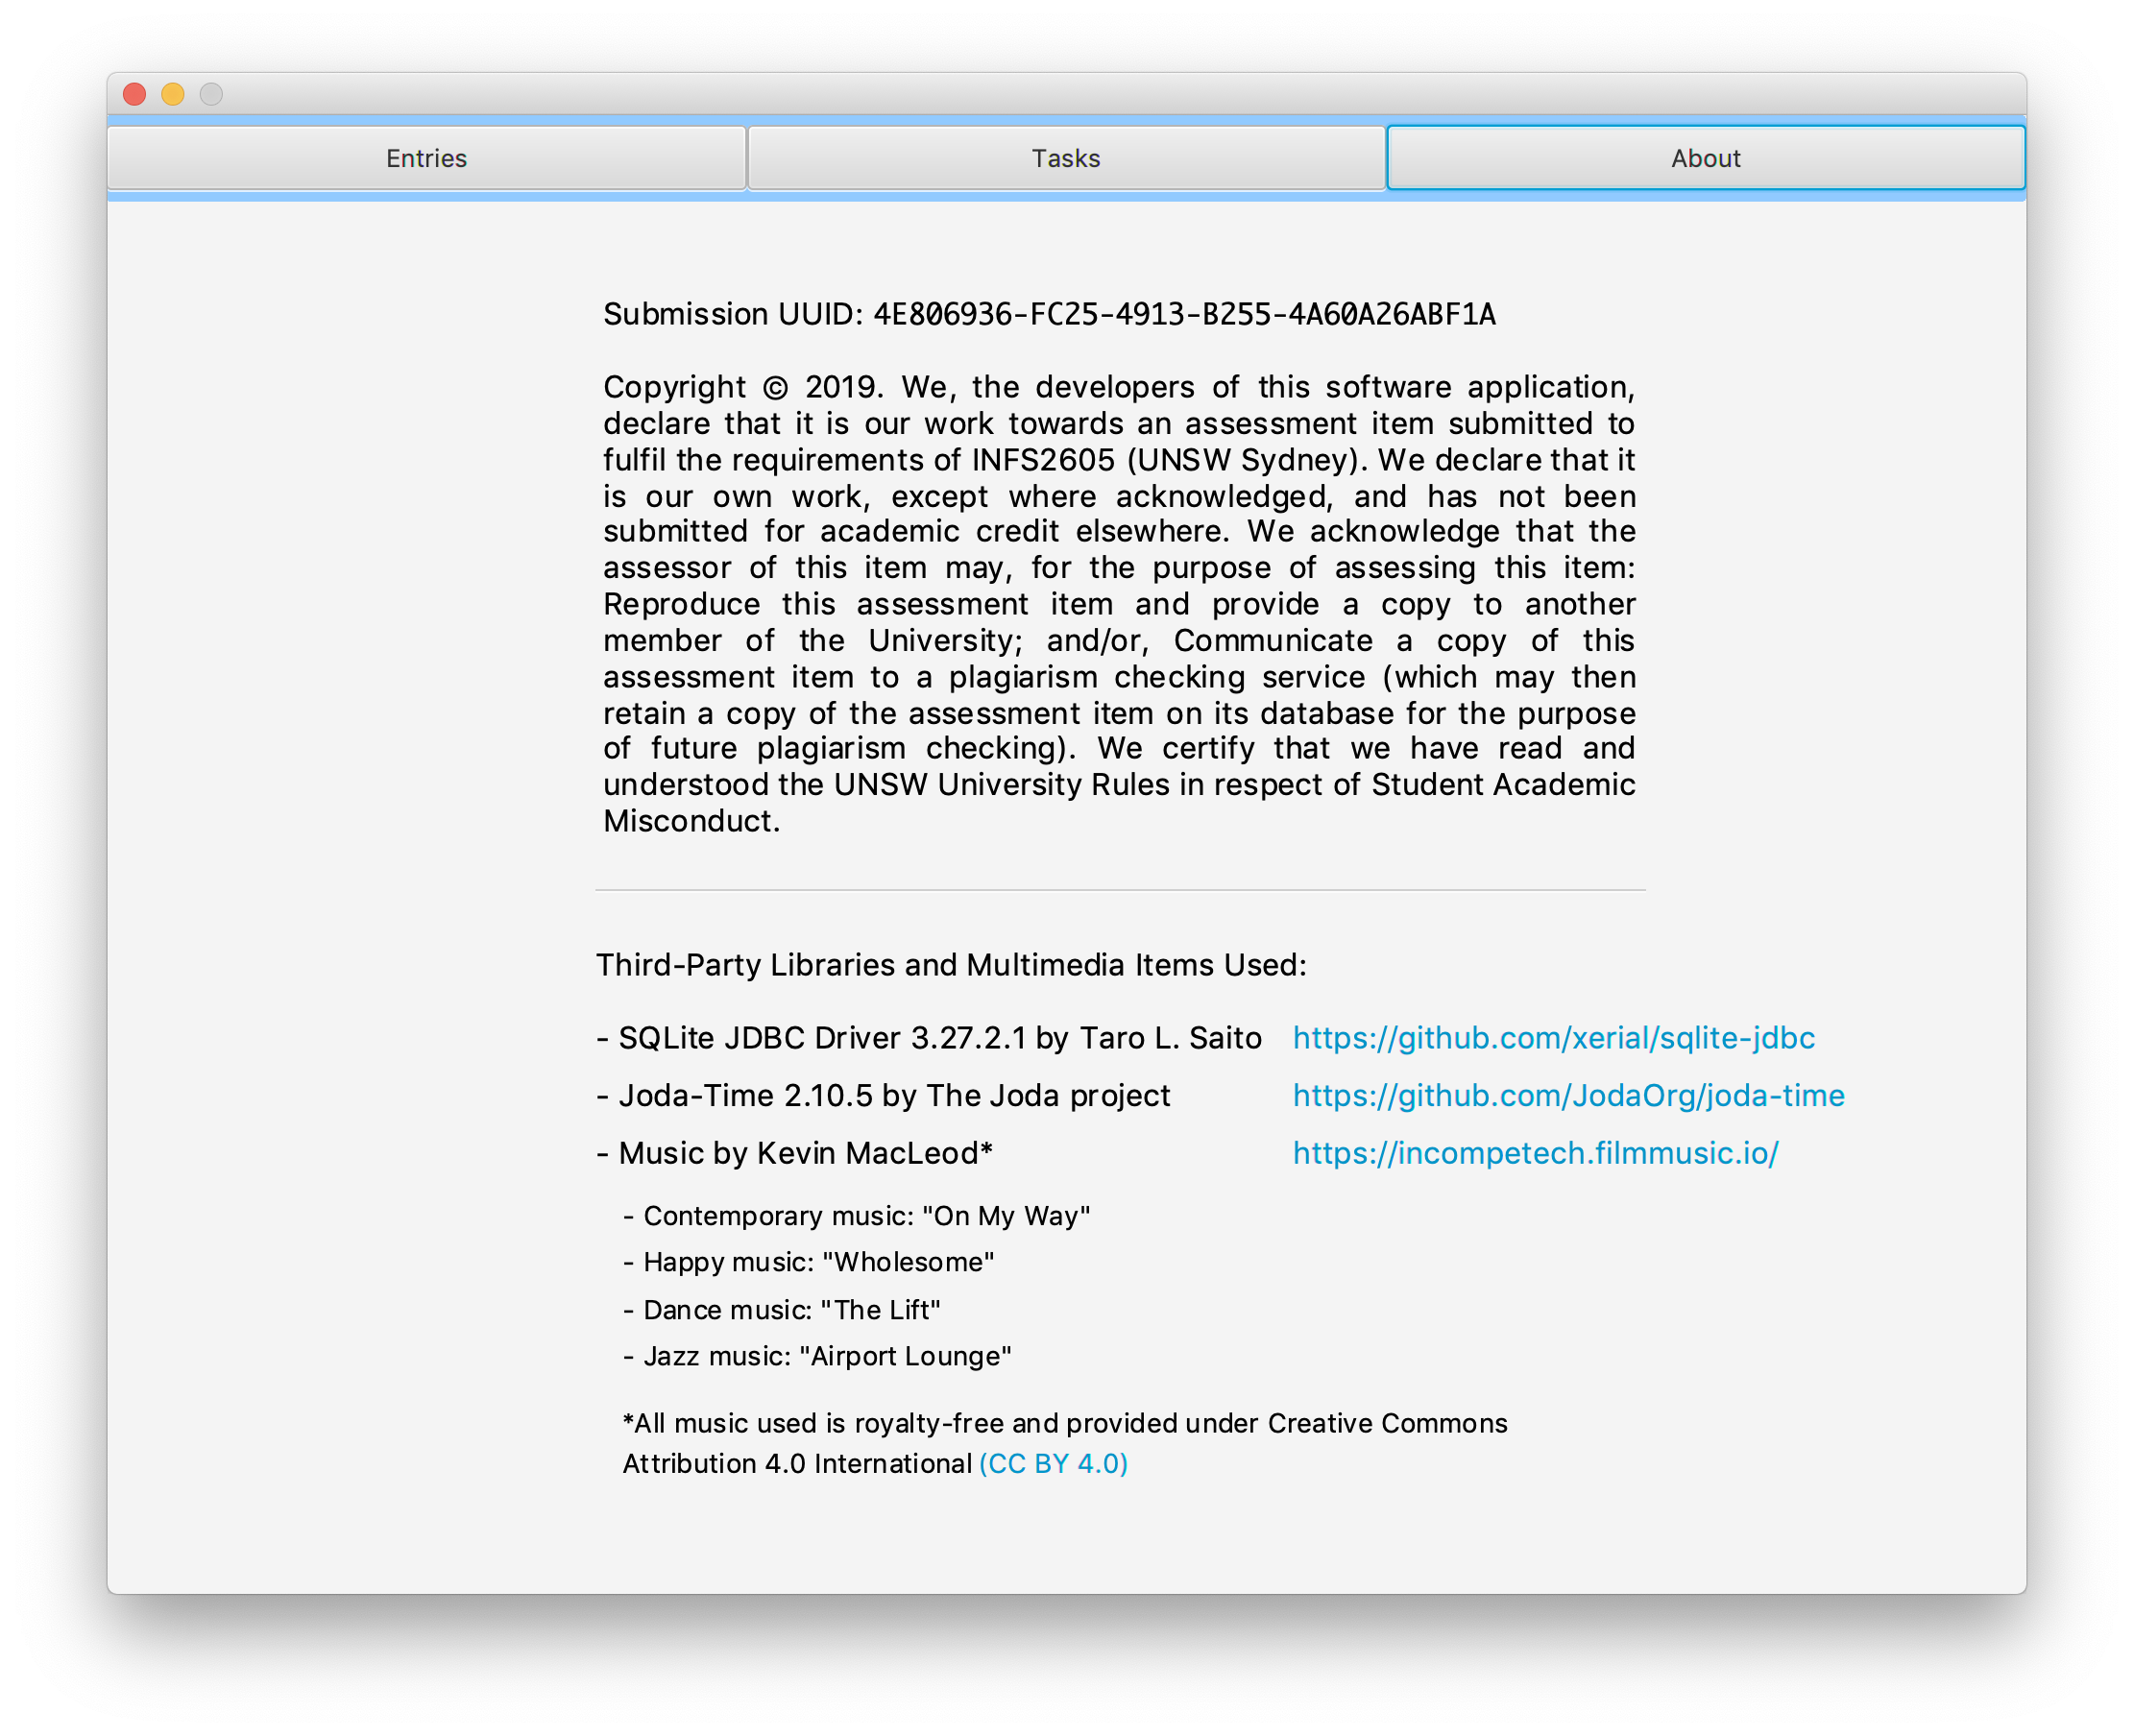 Entries Tasks About
Submission UUID: 4E806936-FC25-4913-B255-4A60A26ABF1A
Copyright © 2019. We, the developers of this software application,
declare that it is our work towards an assessment item submitted to
fulfil the requirements of INFS2605 (UNSW Sydney). We declare that it
is our own work, except where acknowledged, and has not been
submitted for academic credit elsewhere. We acknowledge that the
assessor of this item may, for the purpose of assessing this item:
Reproduce this assessment item and provide a copy to another
member of the University; and/or, Communicate a copy of this
assessment item to a plagiarism checking service (which may then
retain a copy of the assessment item on its database for the purpose
of future plagiarism checking). We certify that we have read and
understood the UNSW University Rules in respect of Student Academic
Misconduct.
Third-Party Libraries and Multimedia Items Used:
- SQLite JDBC Driver 3.27.2.1 by Taro L. Saito https://github.com/xerial/sqlite-jdbc
- Joda-Time 2.10.5 by The Joda project https://github.com/JodaOrg/joda-time
- Music by Kevin MacLeod* https://incompetech.filmmusic.io/
- Contemporary music: "On My Way"
- Happy music: "Wholesome"
- Dance music: "The Lift"
- Jazz music: "Airport Lounge"
*All music used is royalty-free and provided under Creative Commons
Attribution 4.0 International (CC BY 4.0)